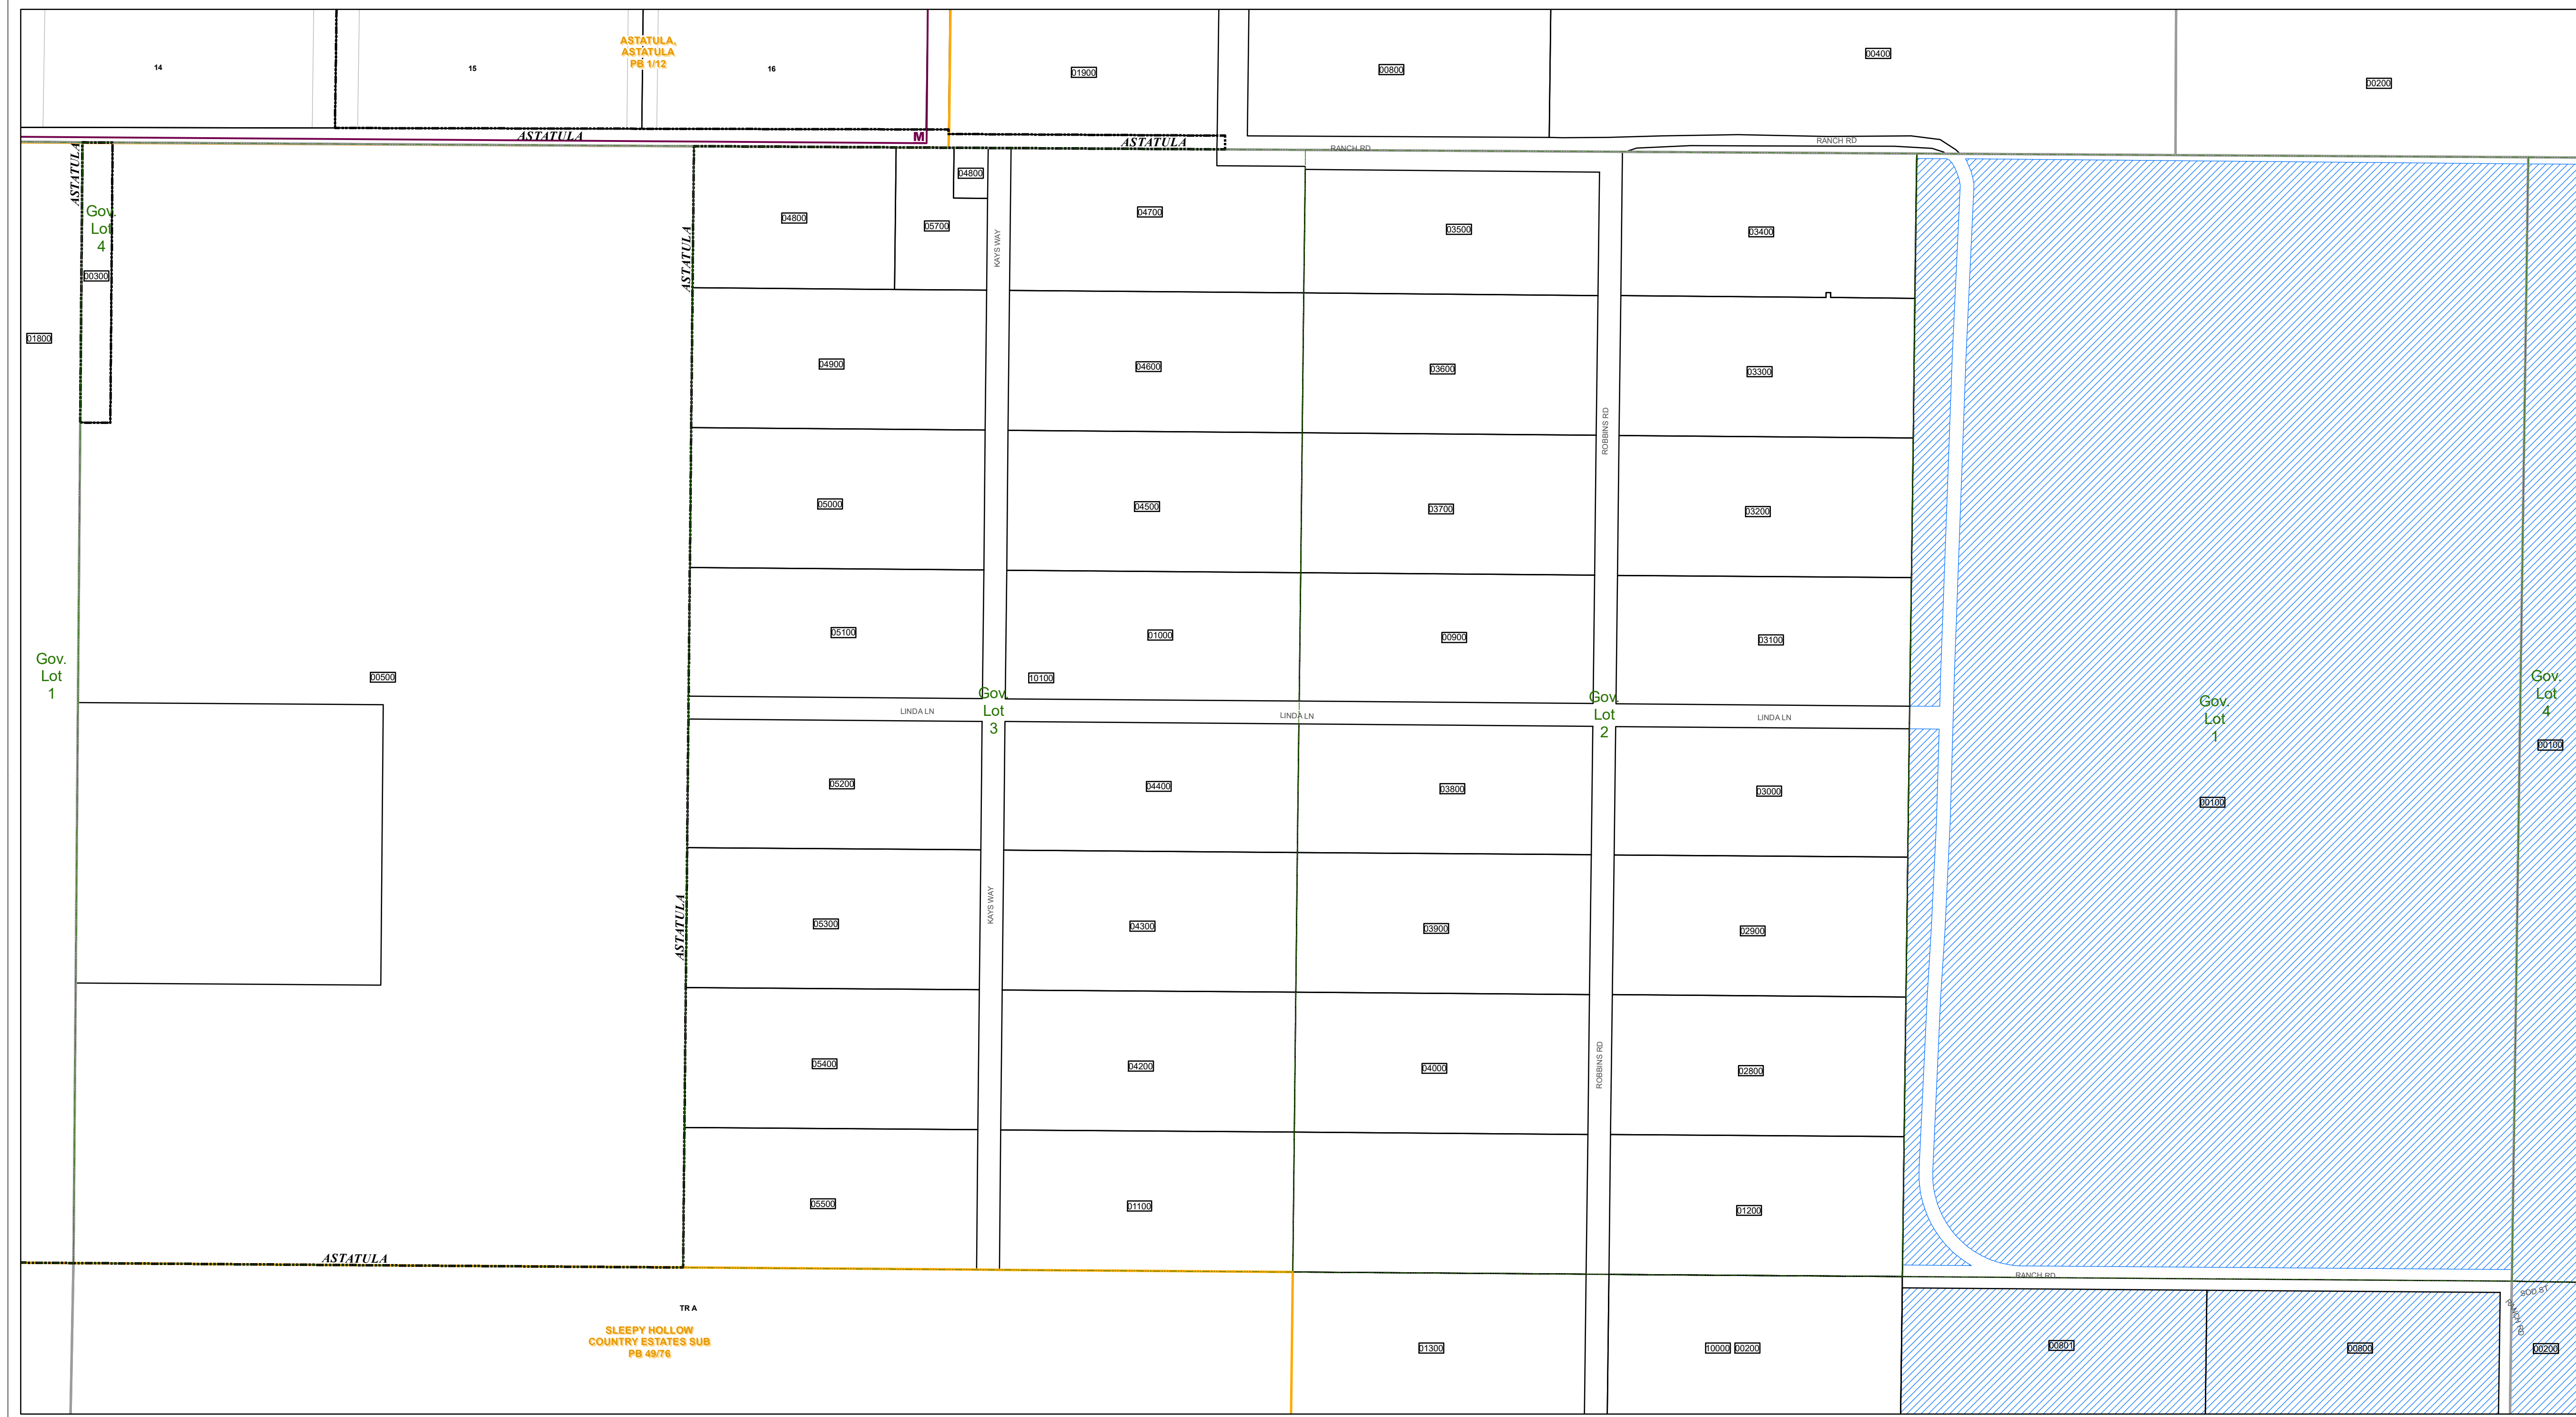 ASTATULA,
ASTATULA
PB 1/12
14
15
16
01900
00800
00400
00200
ASTATULA
M
ASTATULA
RANCH RD
RANCH RD
ASTATULA
Gov.
Lot
4
00300
01800
ASTATULA
04800
04800
05700
KAYS WAY
04700
03500
03400
04900
04600
03600
03300
ROBBINS RD
05000
04500
03700
03200
05100
01000
00900
03100
10100
Gov.
Lot
1
00500
Gov.
Lot
3
Gov.
Lot
2
Gov.
Lot
1
Gov.
Lot
4
LINDA LN
LINDA LN
LINDA LN
00100
00100
05200
04400
03800
03000
ASTATULA
KAYS WAY
05300
04300
03900
02900
05400
04200
04000
ROBBINS RD
02800
05500
01100
01200
ASTATULA
RANCH RD
SOD ST
RANCH RD
TR A
SLEEPY HOLLOW
COUNTRY ESTATES SUB
PB 49/76
01300
10000 00200
00801
00800
00200